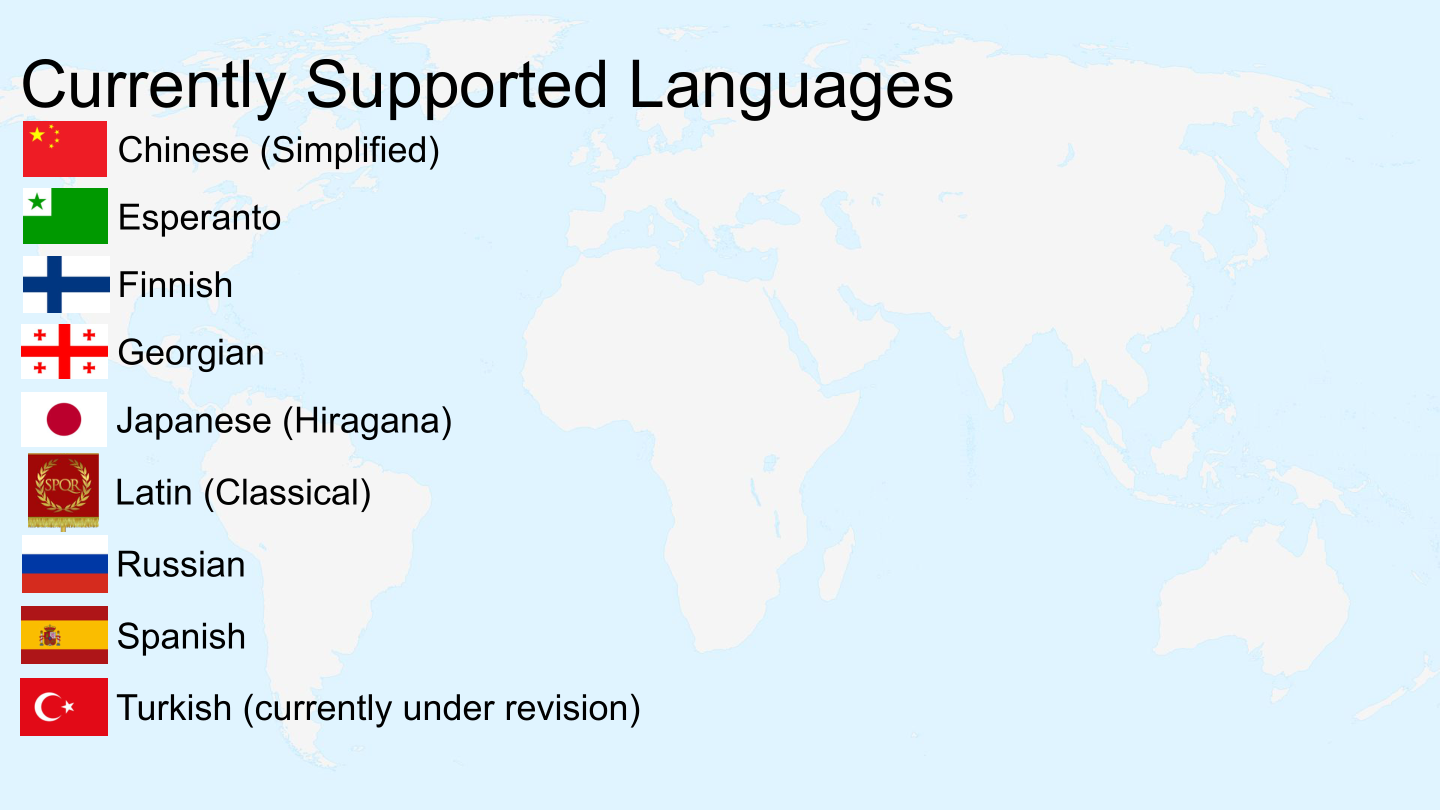 Currently Supported Languages
Chinese (Simplified)
Esperanto
Finnish
Georgian
Japanese (Hiragana)
SPQR
Latin (Classical)
Russian
Spanish
Turkish (currently under revision)